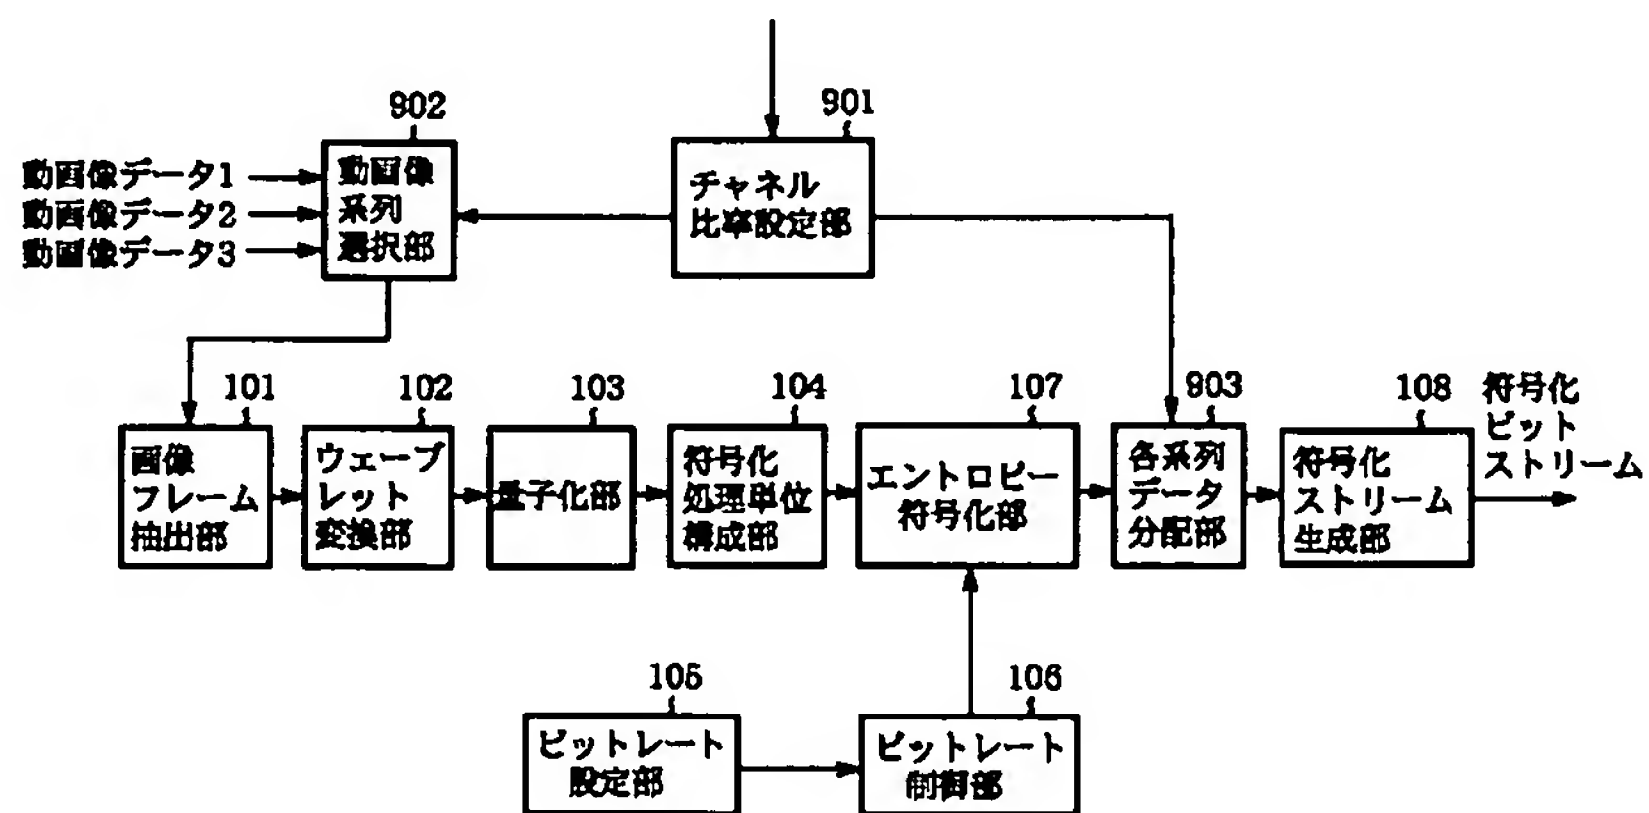 902
901
動画像データ1
動画像データ2
動画像データ3
動画像
系列
選択部
チャネル
比率設定部
101
102
103
104
107
903
108
符号化
ビット
ストリーム
画像
フレーム
抽出部
ウェーブ
レット
変換部
量子化部
符号化
処理単位
構成部
エントロピー
符号化部
各系列
データ
分配部
符号化
ストリーム
生成部
105
106
ビットレート
設定部
ビットレート
制御部